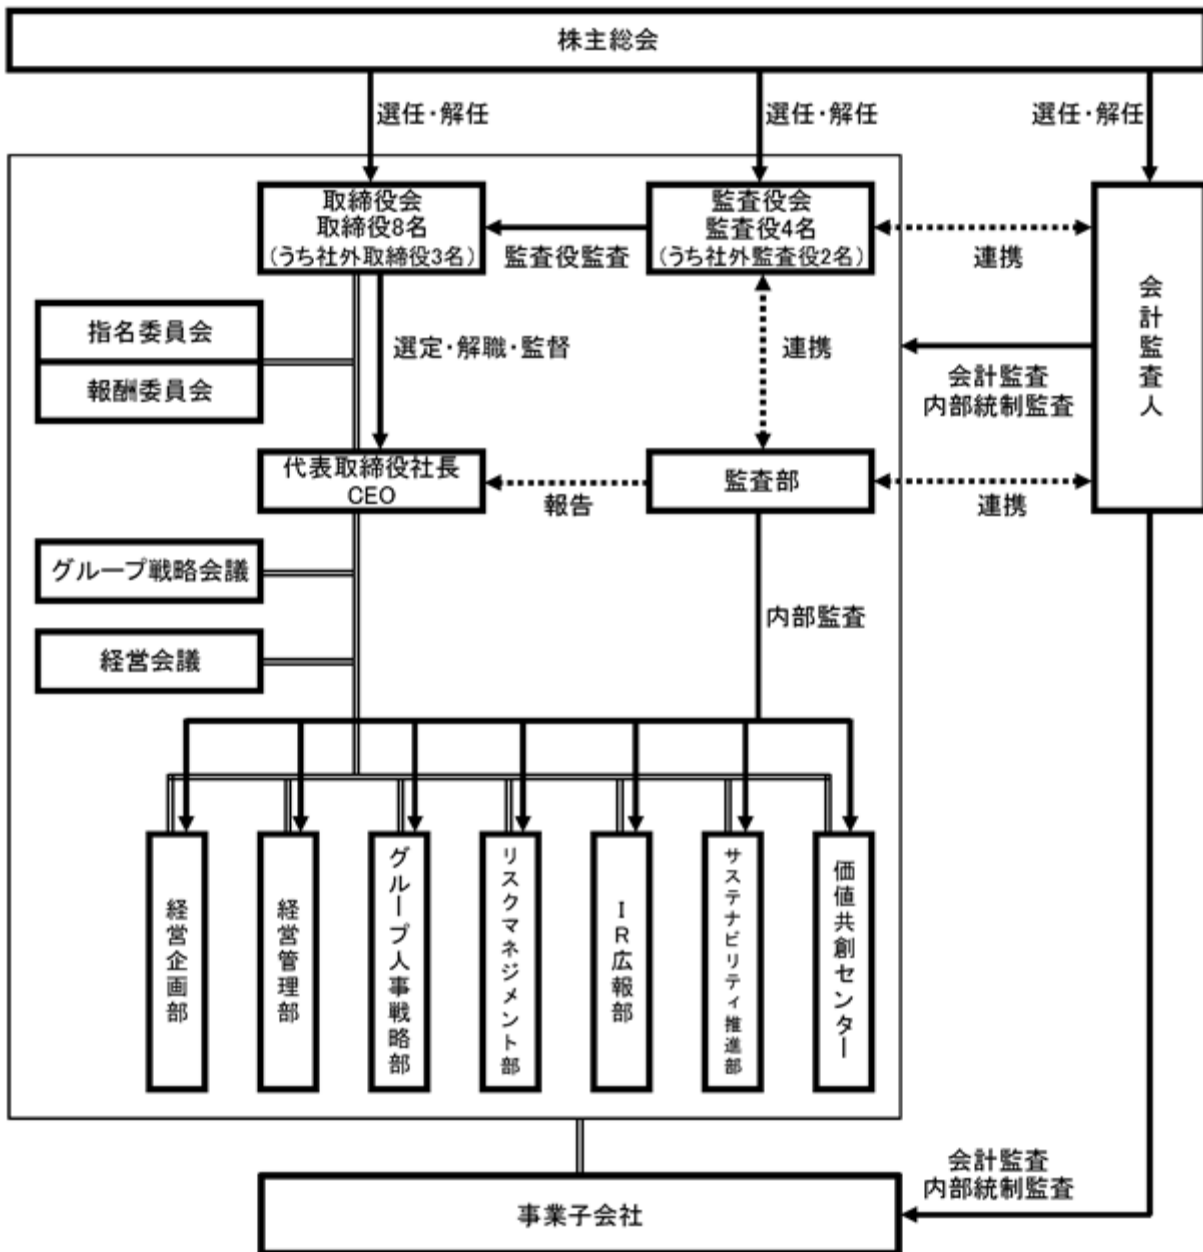 株主総会
選任・解任
選任・解任
選任・解任
取締役会
取締役8名
(うち社外取締役3名)
監査役監査
監査役会
監査役4名
(うち社外監査役2名)
連携
会計監査人
指名委員会
報酬委員会
選定・解職・監督
連携
会計監査
内部統制監査
代表取締役社長
CEO
報告
監査部
連携
グループ戦略会議
経営会議
内部監査
経営企画部
経営管理部
グループ人事戦略部
リスクマネジメント部
IR広報部
サステナビリティ推進部
価値共創センター
会計監査
内部統制監査
事業子会社